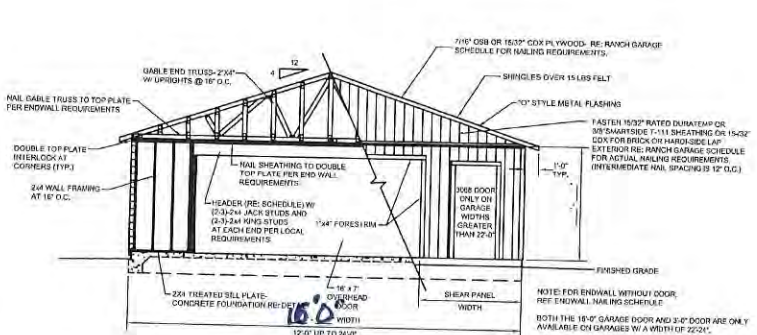 7/16" OSB OR 15/32" CDX PLYWOOD- RE: RANCH GARAGE
SCHEDULE FOR NAILING REQUIREMENTS.
12
4
GABLE END TRUSS- 2"X4"
W/ UPRIGHTS @ 16" O.C.
SHINGLES OVER 15 LBS FELT
NAIL GABLE TRUSS TO TOP PLATE
PER ENDWALL REQUIREMENTS
"D" STYLE METAL FLASHING
FASTEN 15/32" RATED DURATEMP OR
3/8" SMARTSIDE T-111 SHEATHING OR 15/32"
CDX FOR BRICK OR HARDI-SIDE LAP
EXTERIOR RE: RANCH GARAGE SCHEDULE
FOR ACTUAL NAILING REQUIREMENTS.
(INTERMEDIATE NAIL SPACING IS 12" O.C.)
DOUBLE TOP PLATE
INTERLOCK AT
CORNERS (TYP.)
NAIL SHEATHING TO DOUBLE
TOP PLATE PER END WALL
REQUIREMENTS
1'-0"
TYP.
2x4 WALL FRAMING
AT 16" O.C.
HEADER (RE: SCHEDULE) W/
(2-3)-2x4 JACK STUDS AND
(2-3)-2x4 KING STUDS
AT EACH END PER LOCAL
REQUIREMENTS
1"x4" FORESTRIM
3068 DOOR
ONLY ON
GARAGE
WIDTHS
GREATER
THAN 22'-0"
FINISHED GRADE
2X4 TREATED SILL PLATE-
CONCRETE FOUNDATION RE: DETAIL
16' x 7'
OVERHEAD
DOOR
WIDTH
16'0"
SHEAR PANEL
WIDTH
NOTE: FOR ENDWALL WITHOUT DOOR,
REF. ENDWALL NAILING SCHEDULE
BOTH THE 16'-0" GARAGE DOOR AND 3'-0" DOOR ARE ONLY
AVAILABLE ON GARAGES W/ A WIDTH OF 22'-24'.
12'-0" UP TO 24'-0"